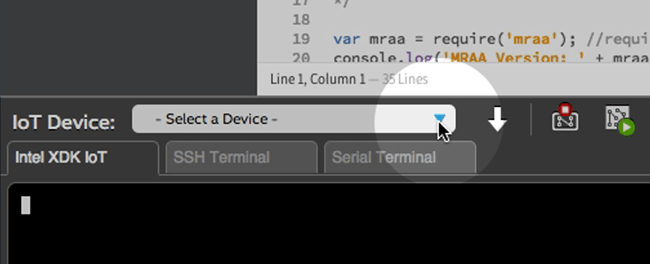 17 */
18
19 var mraa = require('mraa'); //requi
20 console.log('MRAA Version: ' + mraa
Line 1, Column 1 — 35 Lines
IoT Device: - Select a Device -
Intel XDK IoT SSH Terminal Serial Terminal